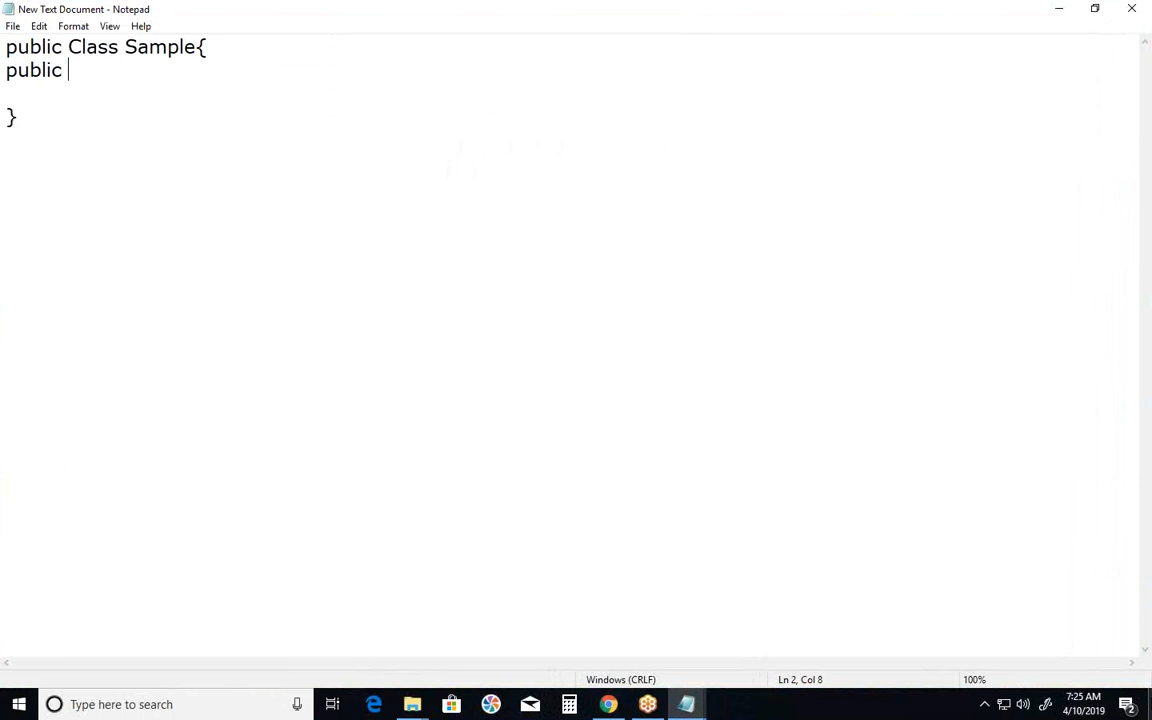 New Text Document - Notepad
File Edit Format View Help
public Class Sample{
public
}
Windows (CRLF) Ln 2, Col 8 100%
Type here to search
7:25 AM
4/10/2019
2